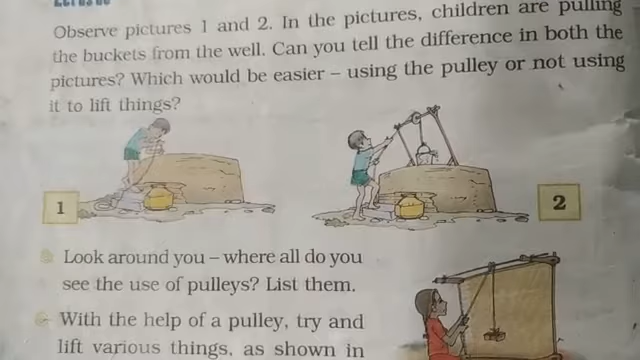 Observe pictures 1 and 2. In the pictures, children are pulling
the buckets from the well. Can you tell the difference in both the
pictures? Which would be easier – using the pulley or not using
it to lift things?
1
2
Look around you – where all do you
see the use of pulleys? List them.
With the help of a pulley, try and
lift various things, as shown in